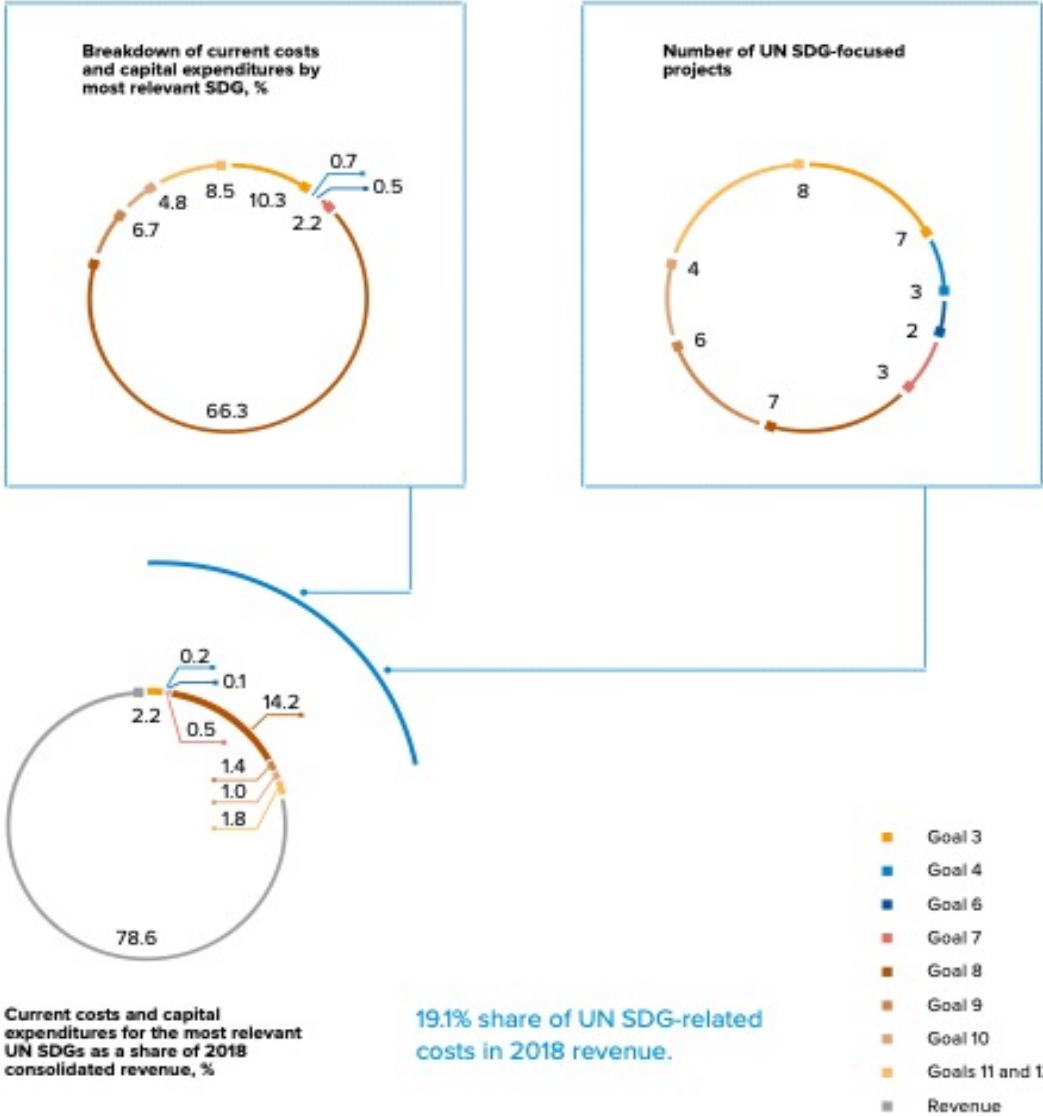 Breakdown of current costs
and capital expenditures by
most relevant SDG, %
0.7
0.5
8.5
10.3
4.8
2.2
6.7
66.3
Number of UN SDG-focused
projects
8
7
4
3
2
6
3
7
0.2
0.1
14.2
2.2
0.5
1.4
1.0
1.8
78.6
Current costs and capital
expenditures for the most relevant
UN SDGs as a share of 2018
consolidated revenue, %
19.1% share of UN SDG-related
costs in 2018 revenue.
Goal 3
Goal 4
Goal 6
Goal 7
Goal 8
Goal 9
Goal 10
Goals 11 and
Revenue